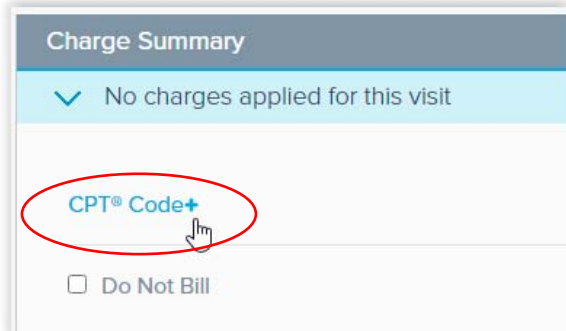 Charge Summary
No charges applied for this visit
CPT® Code+
Do Not Bill